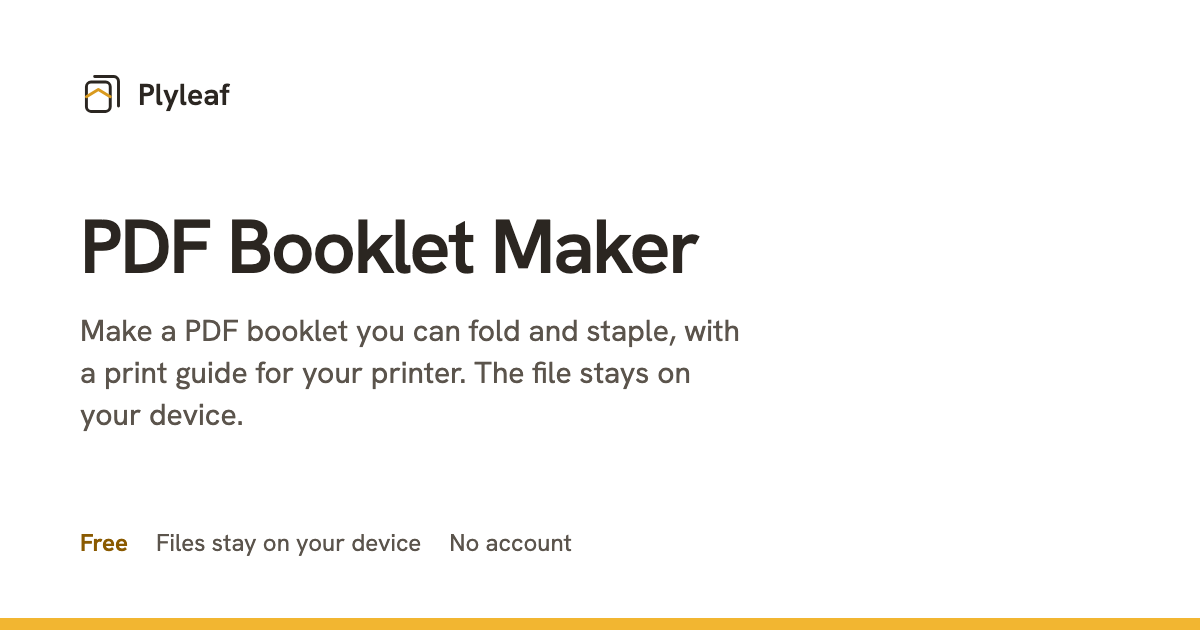 Plyleaf
PDF Booklet Maker
Make a PDF booklet you can fold and staple, with
a print guide for your printer. The file stays on
your device.
Free Files stay on your device No account